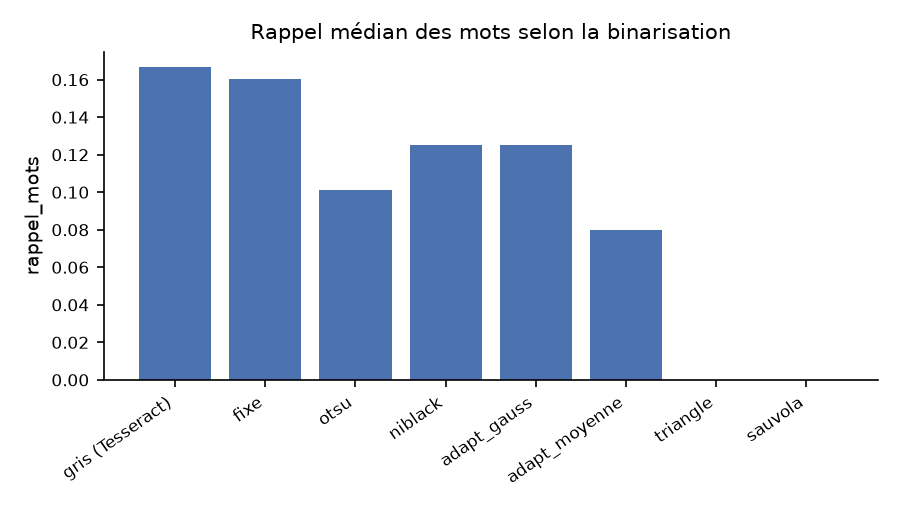 Rappel médian des mots selon la binarisation
rappel_mots
0.16
0.14
0.12
0.10
0.08
0.06
0.04
0.02
0.00
gris (Tesseract)
fixe
otsu
niblack
adapt_gauss
adapt_moyenne
triangle
sauvola